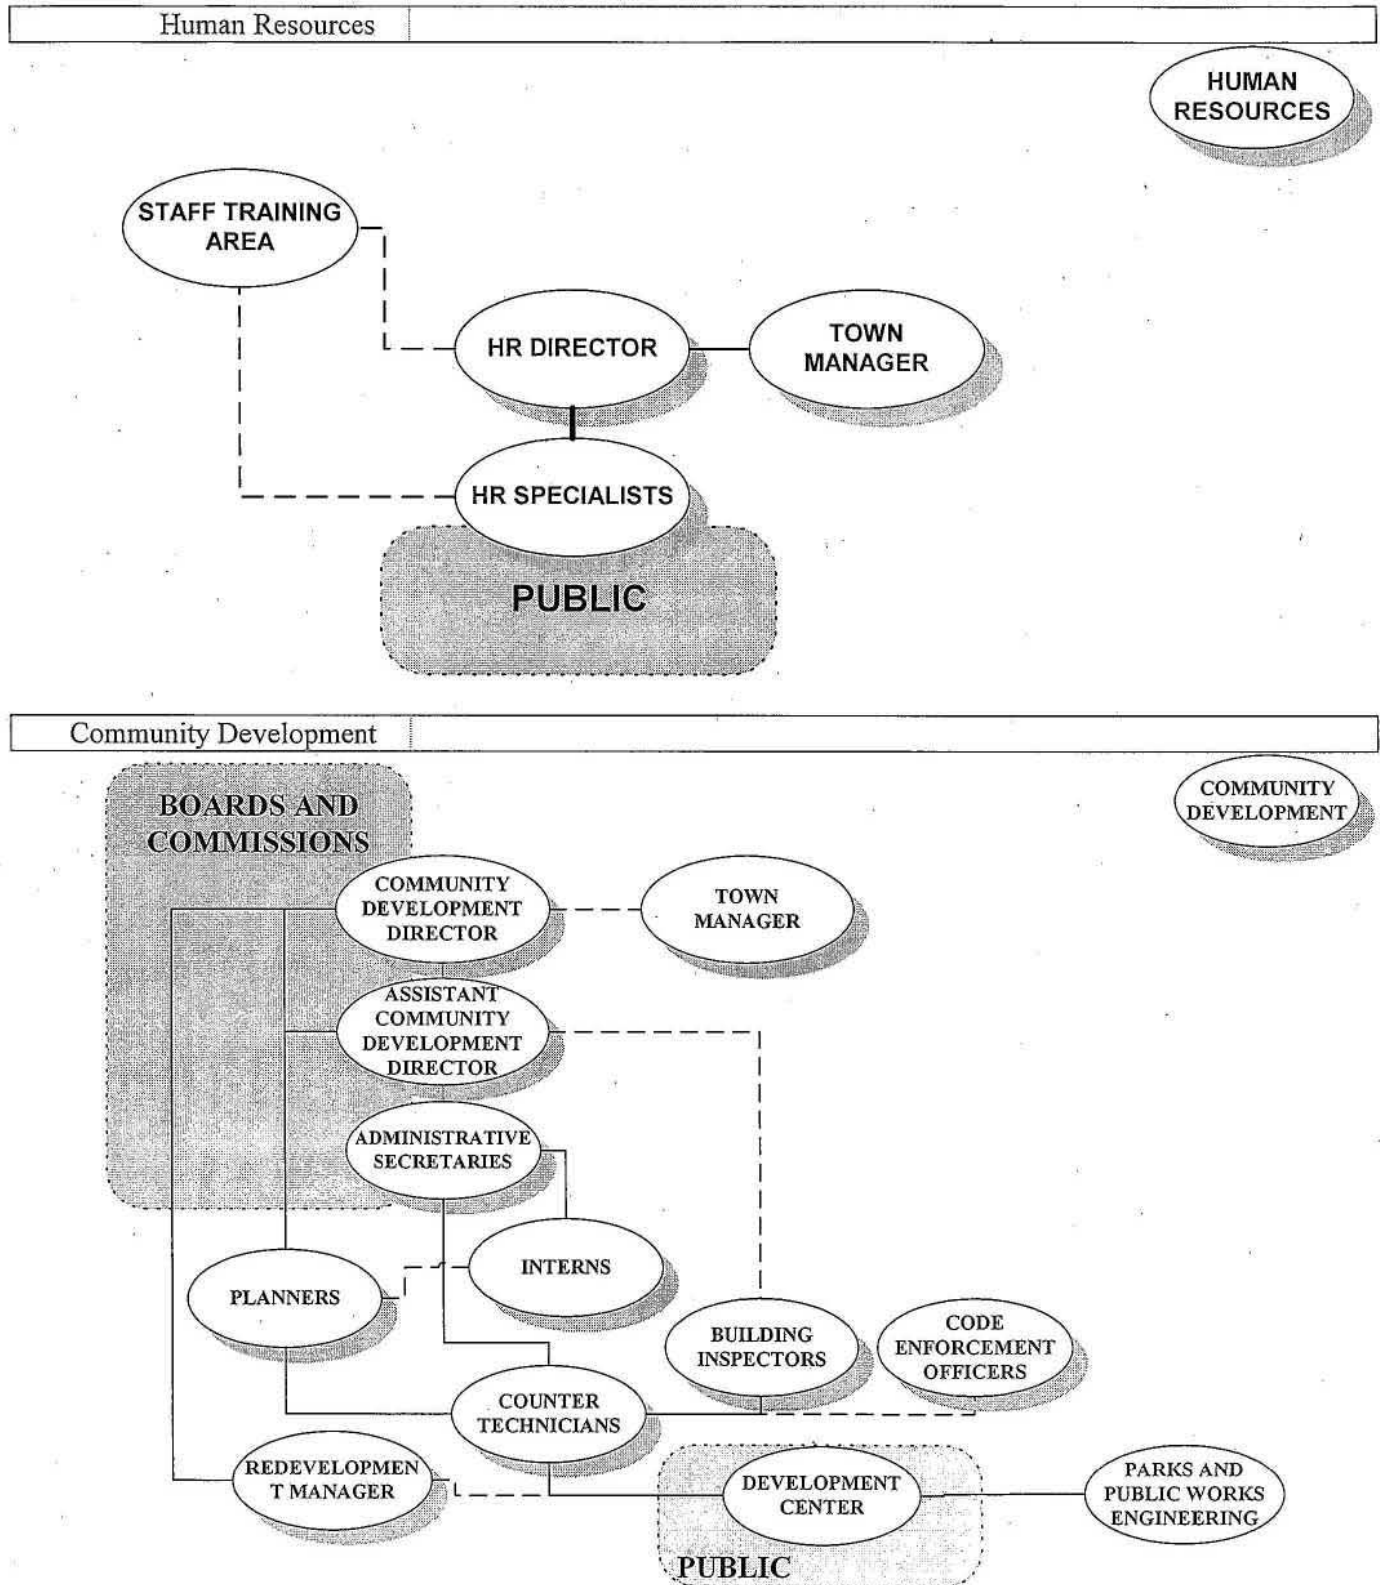 Human Resources
HUMAN
RESOURCES
STAFF TRAINING
AREA
HR DIRECTOR
TOWN
MANAGER
HR SPECIALISTS
PUBLIC
Community Development
COMMUNITY
DEVELOPMENT
BOARDS AND
COMMISSIONS
COMMUNITY
DEVELOPMENT
DIRECTOR
TOWN
MANAGER
ASSISTANT
COMMUNITY
DEVELOPMENT
DIRECTOR
ADMINISTRATIVE
SECRETARIES
INTERNS
PLANNERS
BUILDING
INSPECTORS
CODE
ENFORCEMENT
OFFICERS
COUNTER
TECHNICIANS
REDEVELOPMEN
T MANAGER
DEVELOPMENT
CENTER
PARKS AND
PUBLIC WORKS
ENGINEERING
PUBLIC